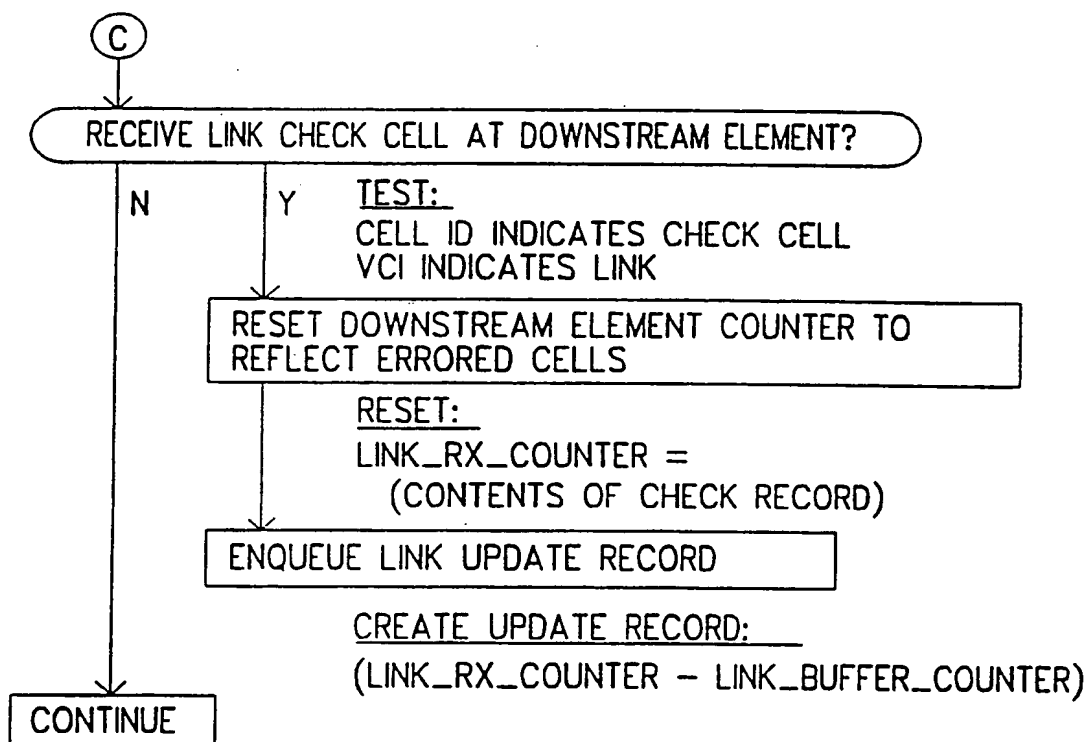 C
RECEIVE LINK CHECK CELL AT DOWNSTREAM ELEMENT?
N
Y
TEST:
CELL ID INDICATES CHECK CELL
VCI INDICATES LINK
RESET DOWNSTREAM ELEMENT COUNTER TO
REFLECT ERRORED CELLS
RESET:
LINK_RX_COUNTER =
(CONTENTS OF CHECK RECORD)
ENQUEUE LINK UPDATE RECORD
CREATE UPDATE RECORD:
(LINK_RX_COUNTER – LINK_BUFFER_COUNTER)
CONTINUE